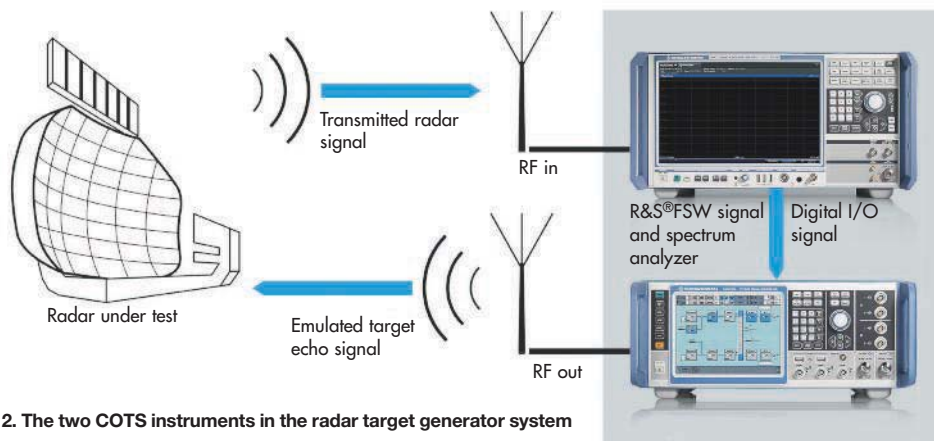 Transmitted radar
signal
RF in
R&S®FSW signal
and spectrum
analyzer
Digital I/O
signal
Radar under test
Emulated target
echo signal
RF out
2. The two COTS instruments in the radar target generator system